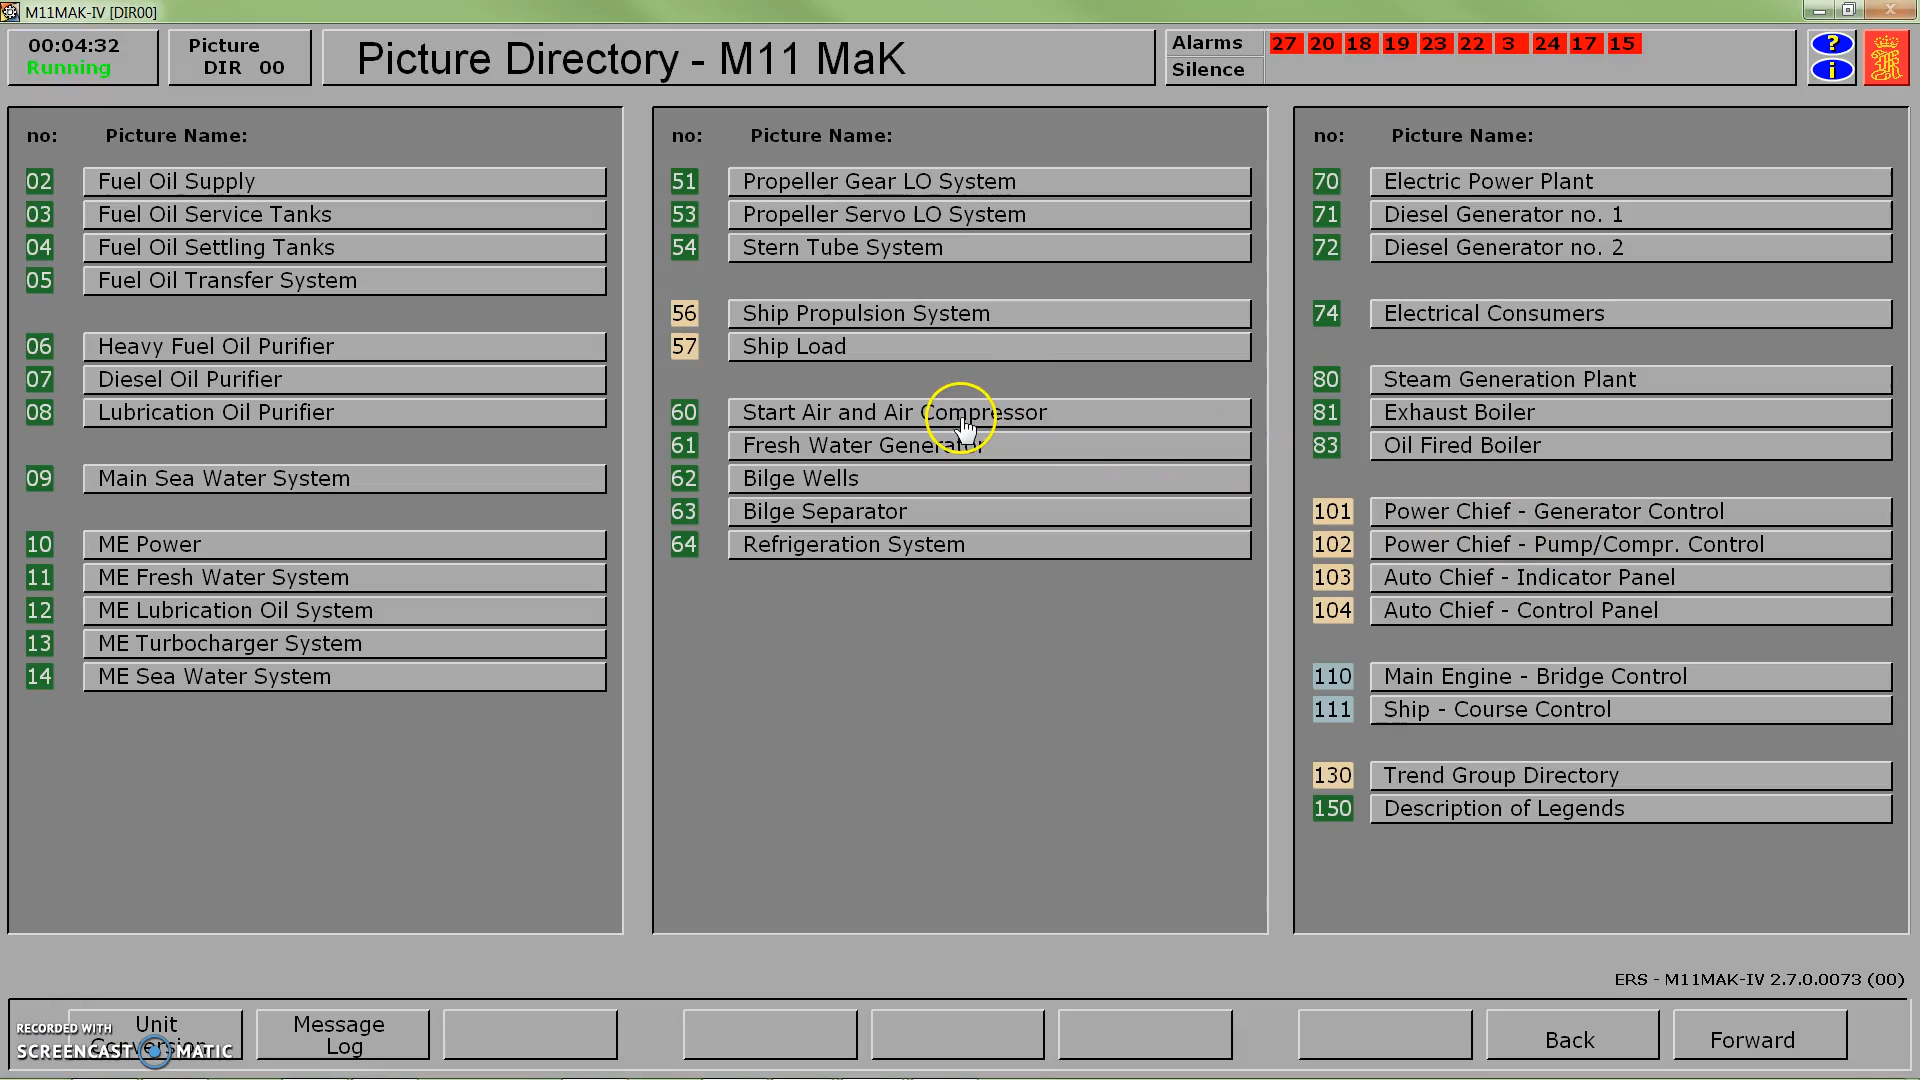 M11MAK-IV [DIR00]
00:04:32
Running
Picture
DIR 00
Picture Directory - M11 MaK
Alarms 27 20 18 19 23 22 3 24 17 15
Silence
?
i
no: Picture Name:
02 Fuel Oil Supply
03 Fuel Oil Service Tanks
04 Fuel Oil Settling Tanks
05 Fuel Oil Transfer System
06 Heavy Fuel Oil Purifier
07 Diesel Oil Purifier
08 Lubrication Oil Purifier
09 Main Sea Water System
10 ME Power
11 ME Fresh Water System
12 ME Lubrication Oil System
13 ME Turbocharger System
14 ME Sea Water System
no: Picture Name:
51 Propeller Gear LO System
53 Propeller Servo LO System
54 Stern Tube System
56 Ship Propulsion System
57 Ship Load
60 Start Air and Air Compressor
61 Fresh Water Generator
62 Bilge Wells
63 Bilge Separator
64 Refrigeration System
no: Picture Name:
70 Electric Power Plant
71 Diesel Generator no. 1
72 Diesel Generator no. 2
74 Electrical Consumers
80 Steam Generation Plant
81 Exhaust Boiler
83 Oil Fired Boiler
101 Power Chief - Generator Control
102 Power Chief - Pump/Compr. Control
103 Auto Chief - Indicator Panel
104 Auto Chief - Control Panel
110 Main Engine - Bridge Control
111 Ship - Course Control
130 Trend Group Directory
150 Description of Legends
ERS - M11MAK-IV 2.7.0.0073 (00)
Unit
Conversion
Message
Log
Back
Forward
RECORDED WITH
SCREENCAST MATIC